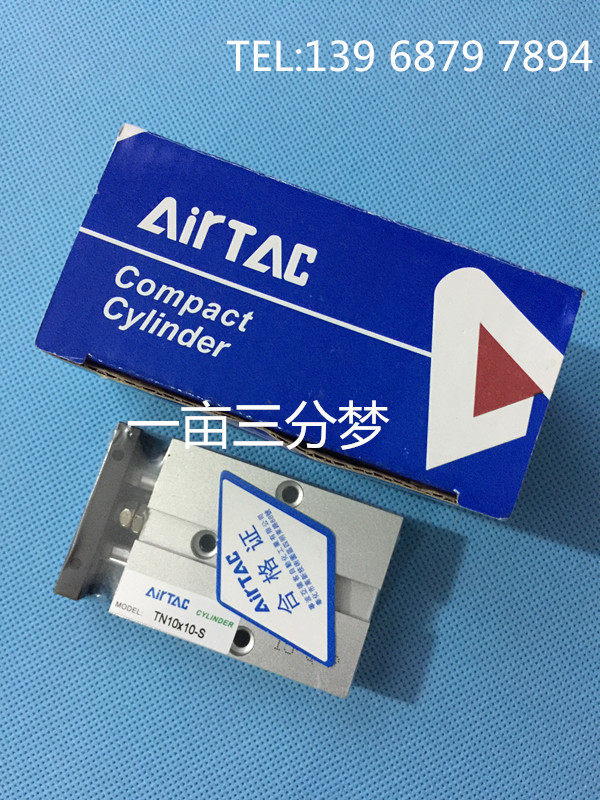 TEL:139 6879 7894
AirTAC
Compact
Cylinder
一亩三分梦
合格证
AirTAC
AirTAC CYLINDER
MODEL: TN10x10-S